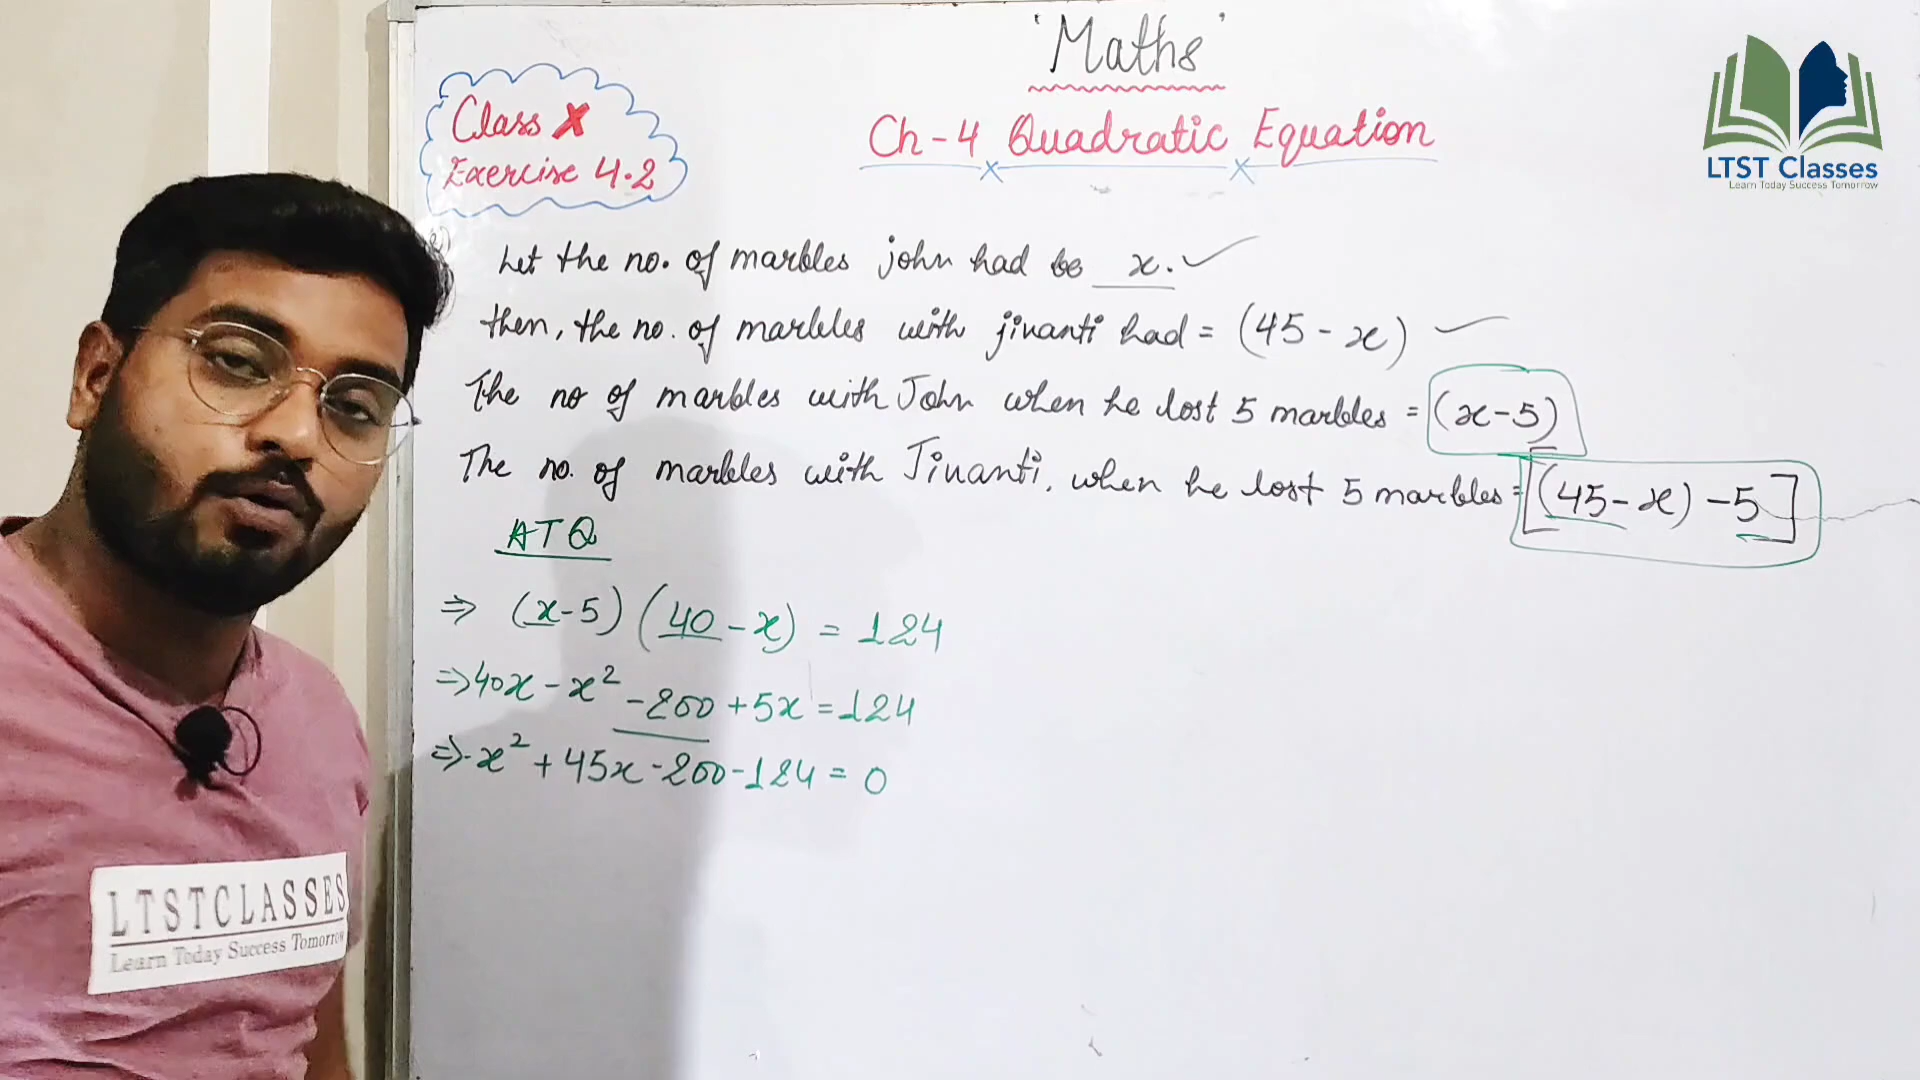 'Maths'
Class X
Exercise 4.2
Ch-4 Quadratic Equation
LTST Classes
Learn Today Success Tomorrow
Let the no. of marbles john had be x.
then, the no. of marbles with jivanti had = (45 - x)
The no of marbles with John when he lost 5 marbles = (x-5)
The no. of marbles with Jivanti, when he lost 5 marbles = [(45-x) -5]
ATQ
⇒ (x-5) (40-x) = 124
⇒ 40x - x² -200 +5x = 124
⇒ -x² + 45x -200 -124 = 0
LTSTCLASSES
Learn Today Success Tomorrow